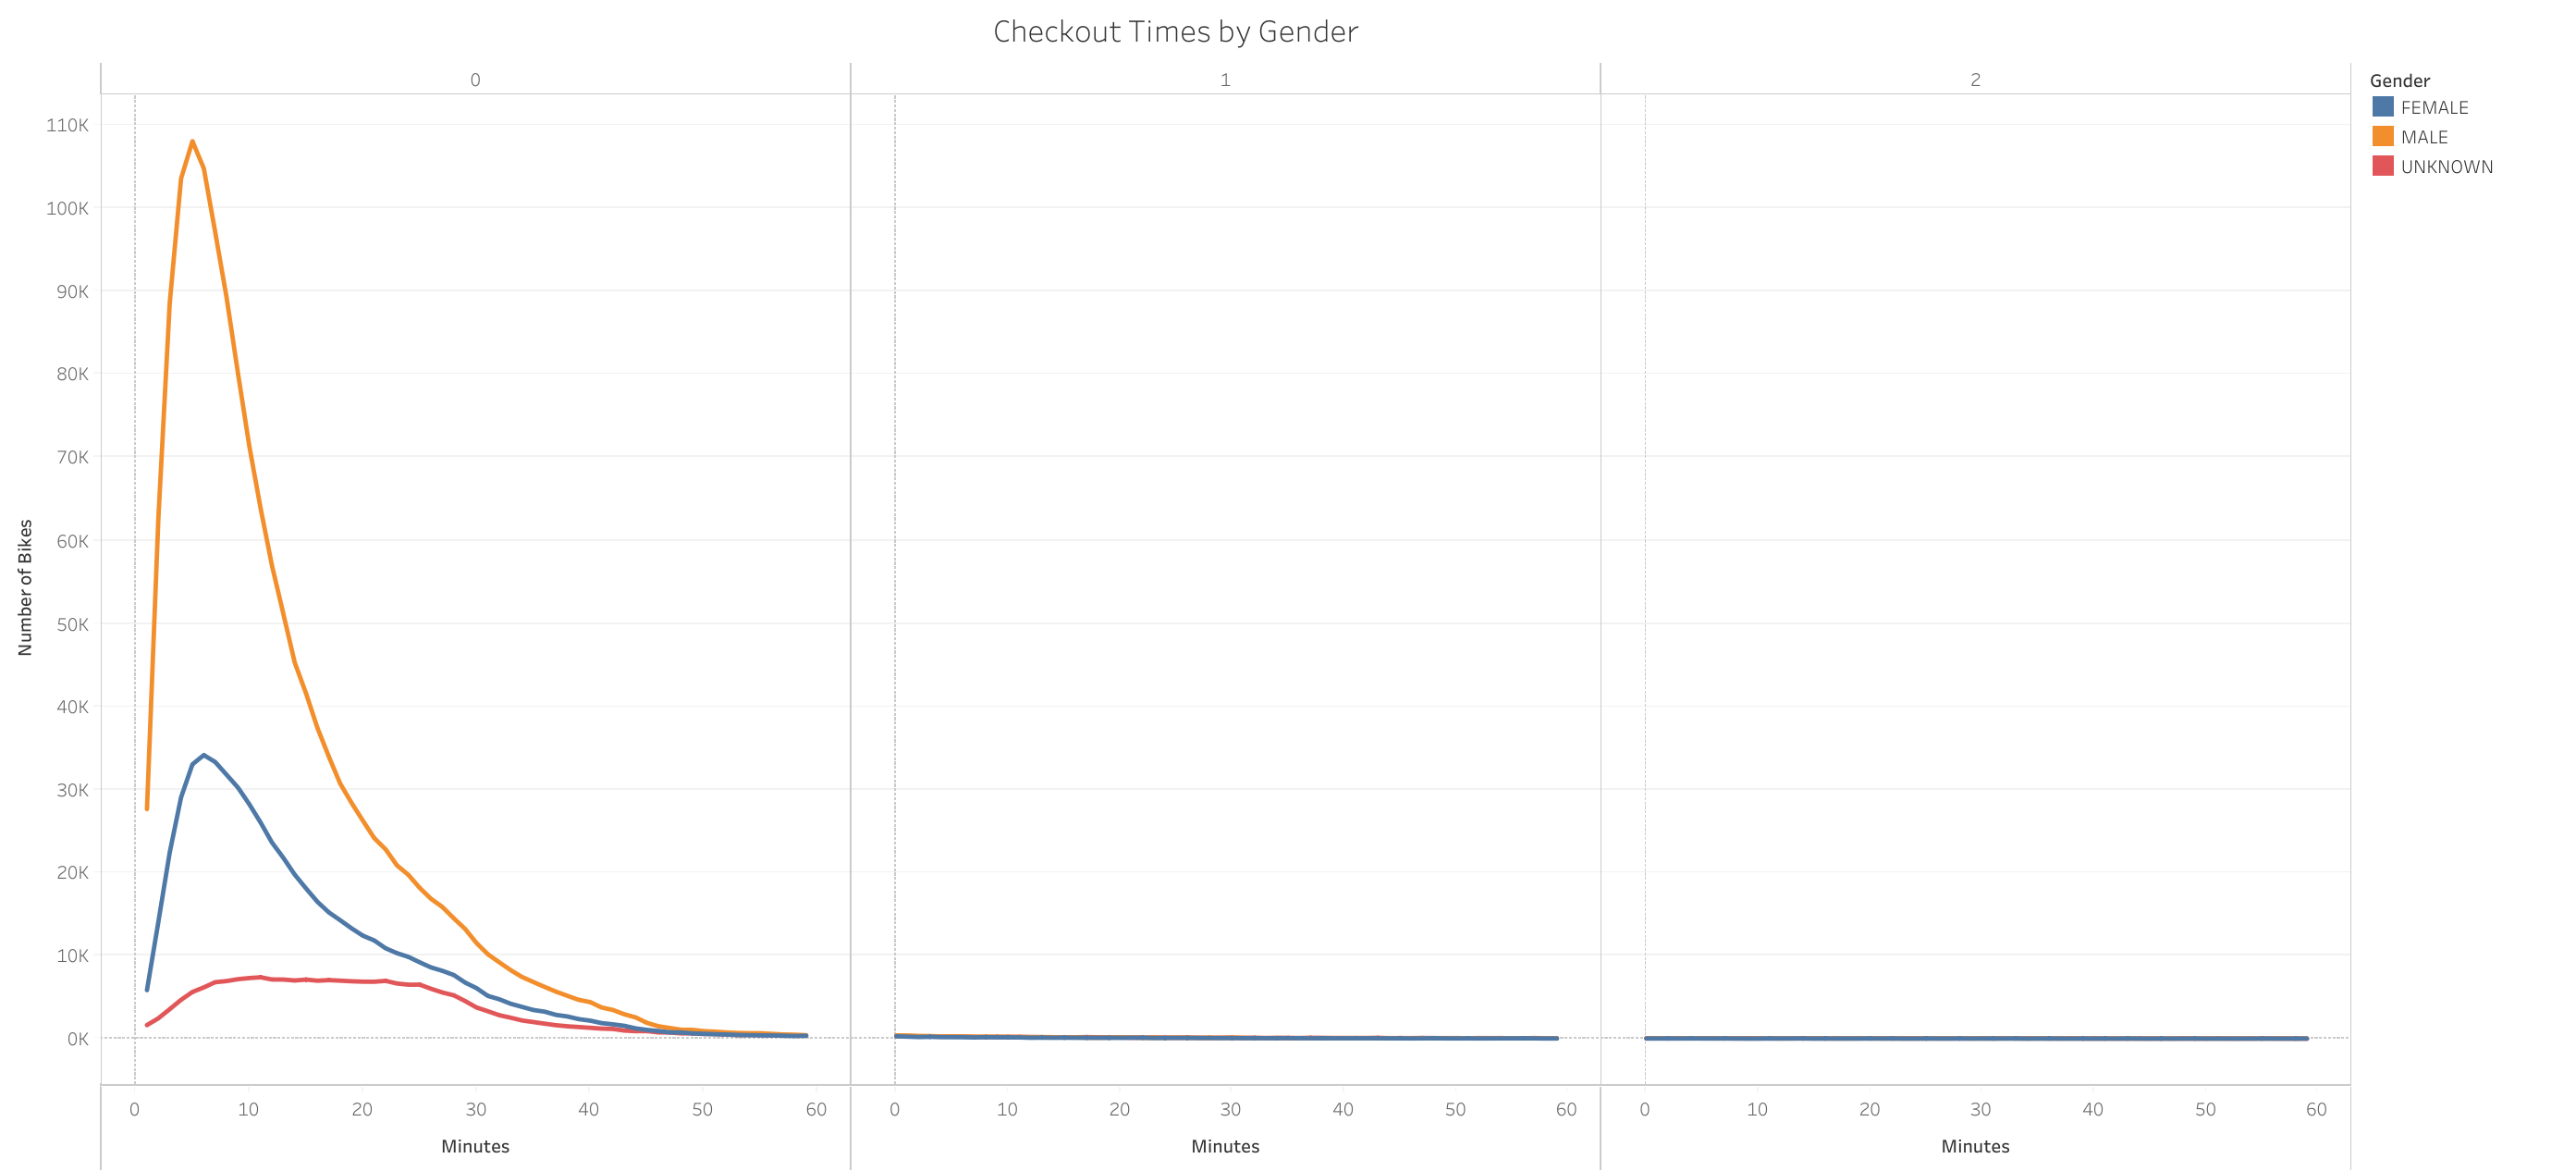 Checkout Times by Gender
0 1 2
Gender
FEMALE
MALE
UNKNOWN
110K
100K
90K
80K
70K
60K
50K
40K
30K
20K
10K
0K
Number of Bikes
0 10 20 30 40 50 60 0 10 20 30 40 50 60 0 10 20 30 40 50 60
Minutes Minutes Minutes